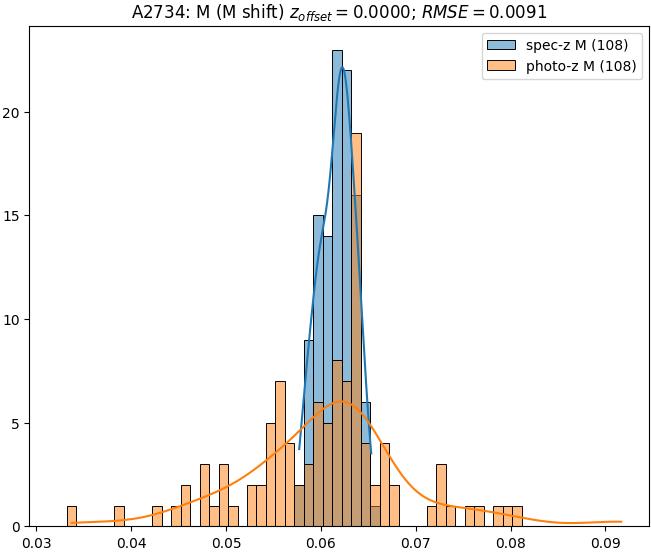 A2734: M (M shift) z_offset = 0.0000; RMSE = 0.0091
spec-z M (108)
photo-z M (108)
20
15
10
5
0
0.03 0.04 0.05 0.06 0.07 0.08 0.09